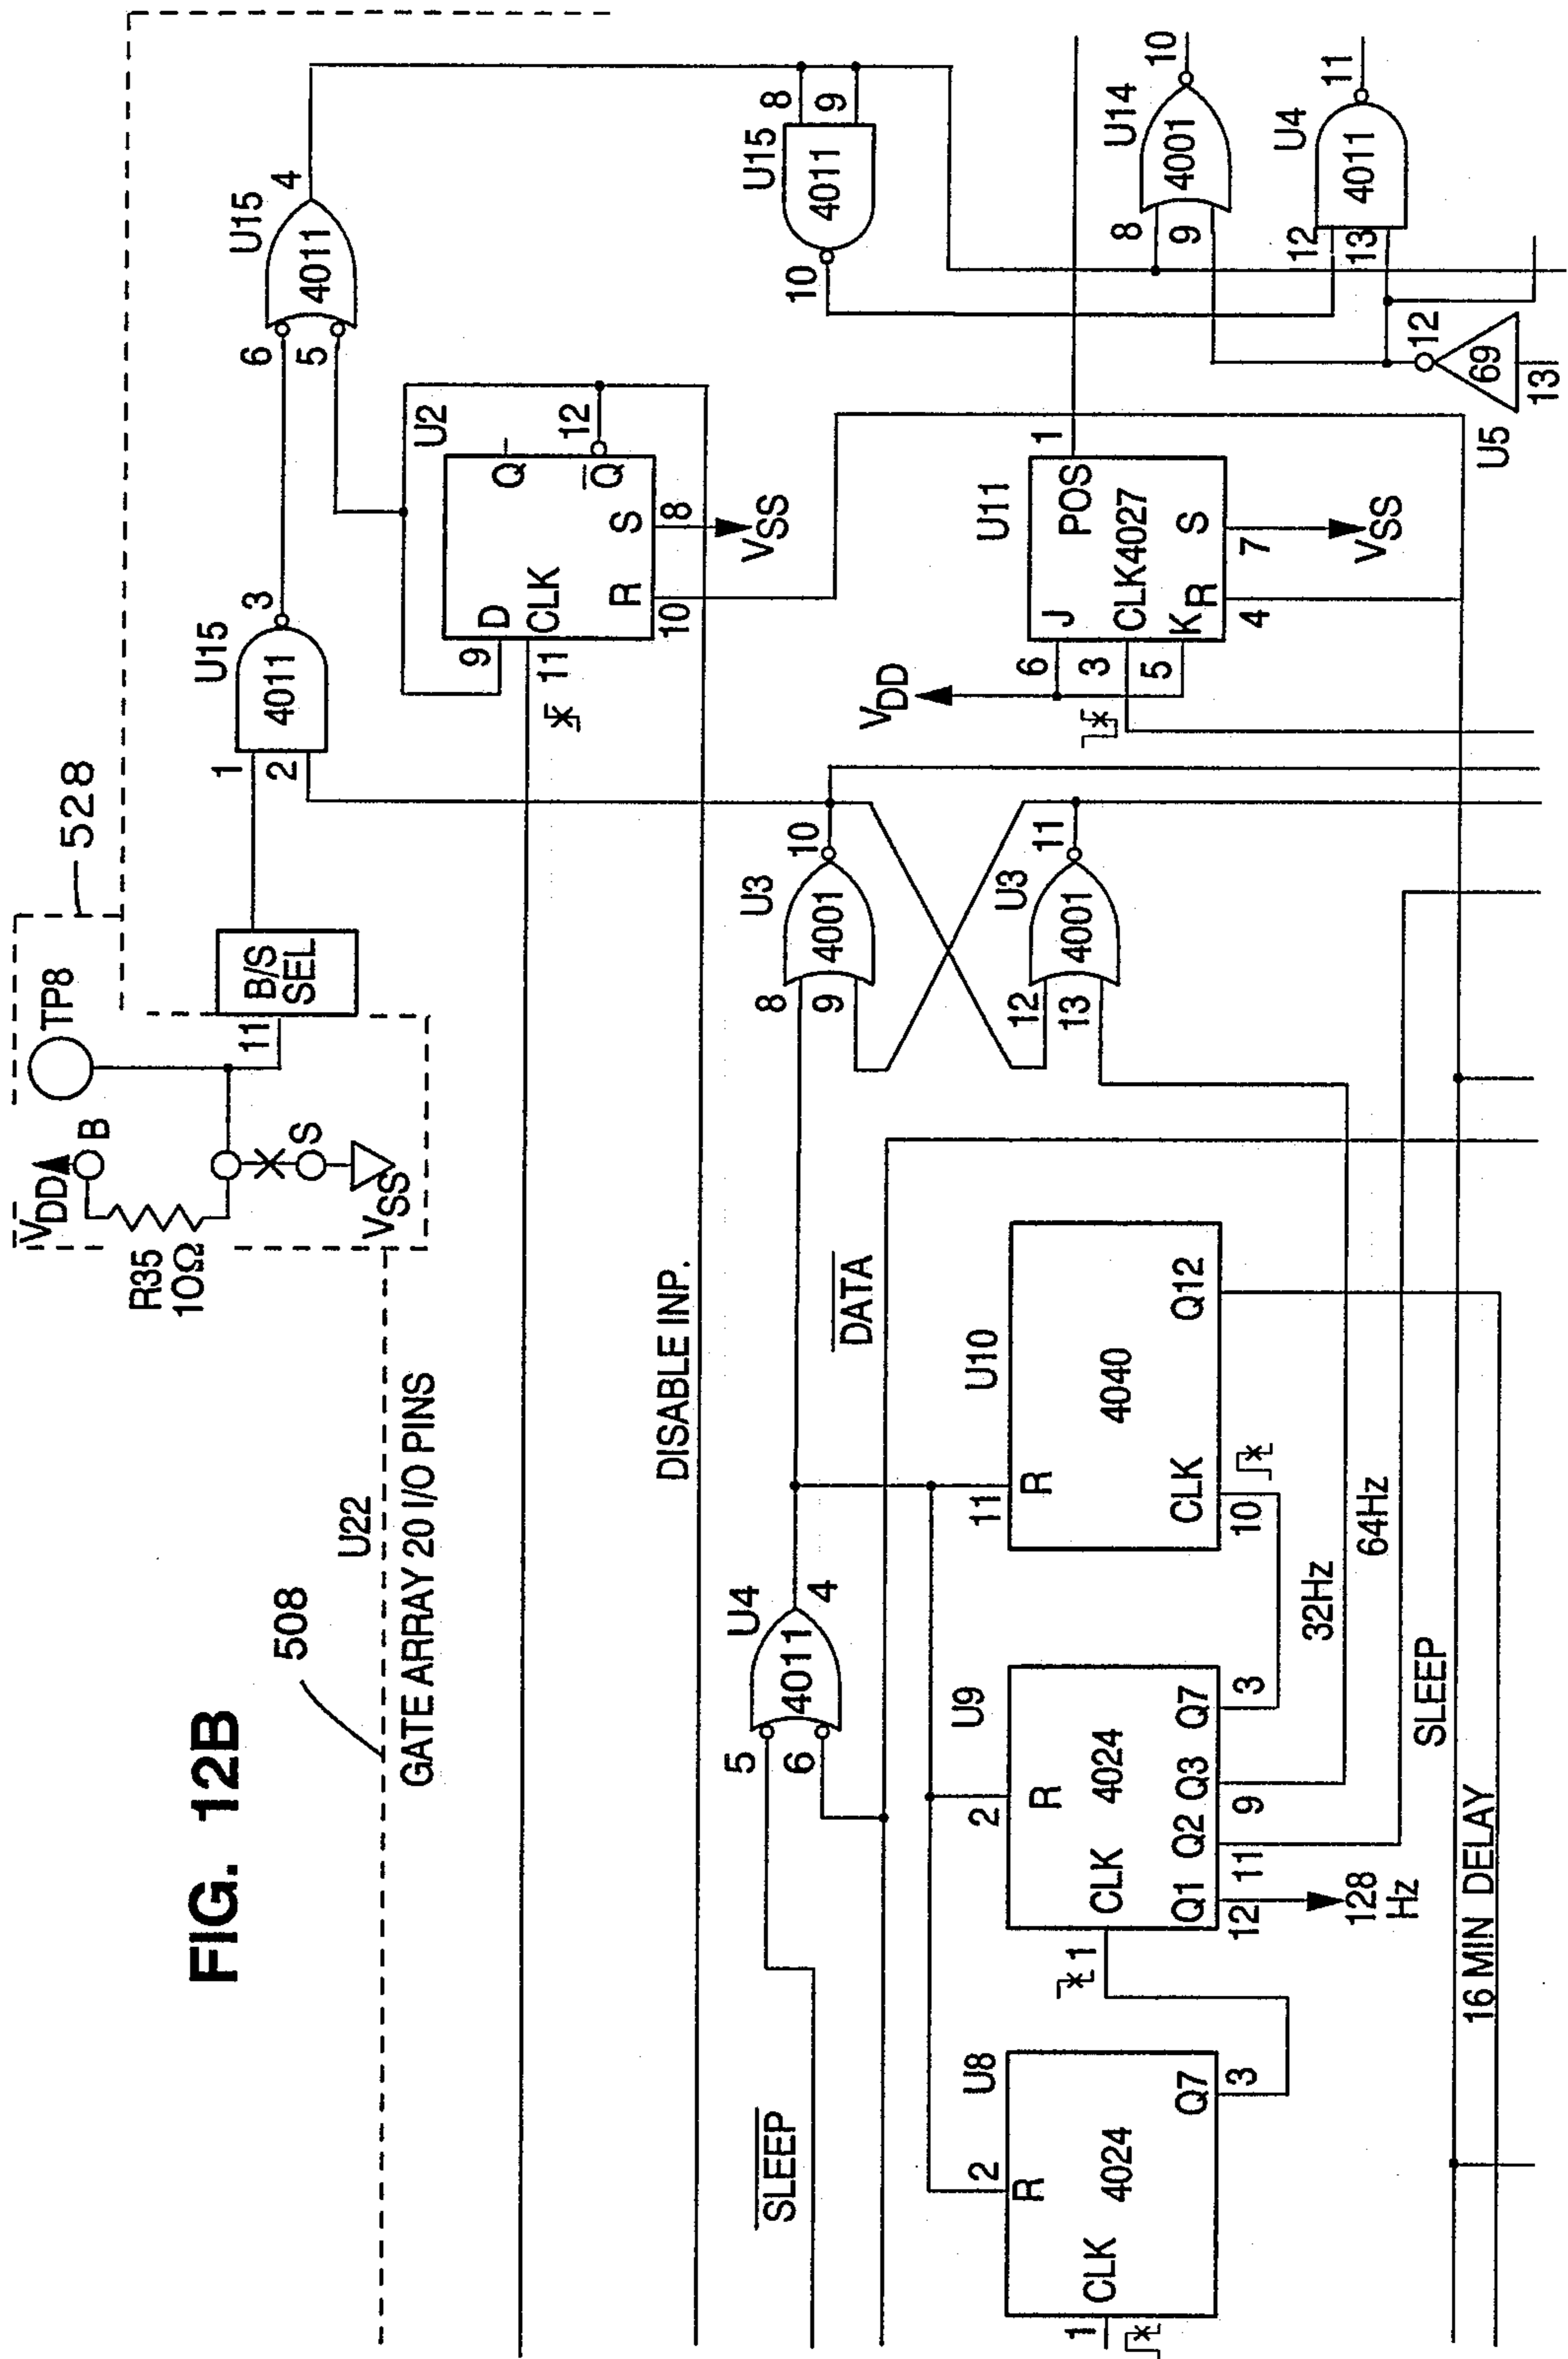 FIG. 12B
508
U22
GATE ARRAY 20 I/O PINS
528
TP8
VDD
B
R35
10Ω
S
VSS
11
B/S
SEL
1
2
U15
4011
3
6
5
U15
4011
4
U2
9
D
11
CLK
Q
Q̅
12
S
8
R
10
VSS
DISABLE INP.
U15
8
9
4011
10
S̅L̅E̅E̅P̅
5
6
U4
4011
4
D̅A̅T̅A̅
U3
8
9
4001
10
U3
12
13
4001
11
VDD
U11
6
J
3
CLK4027
5
K
POS
1
S
7
R
4
VSS
U14
8
9
4001
10
U4
12
13
4011
11
12
69
13
U5
U8
2
R
4024
CLK
1
Q7
3
U9
2
R
4024
CLK
1
Q1
Q2
Q3
Q7
12
11
9
3
128
Hz
U10
11
R
4040
CLK
10
Q12
32Hz
64Hz
SLEEP
16 MIN DELAY